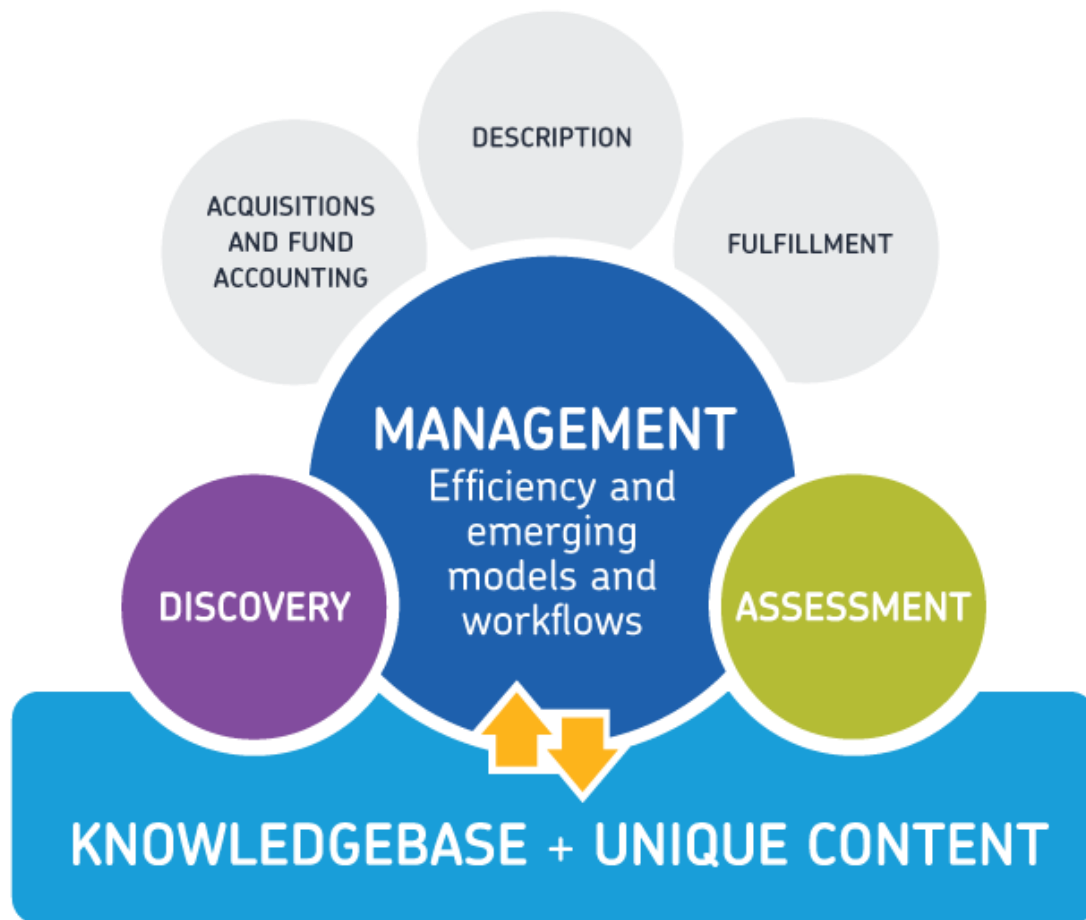 DESCRIPTION
ACQUISITIONS
AND FUND
ACCOUNTING
FULFILLMENT
MANAGEMENT
Efficiency and
emerging
models and
workflows
DISCOVERY
ASSESSMENT
KNOWLEDGEBASE + UNIQUE CONTENT